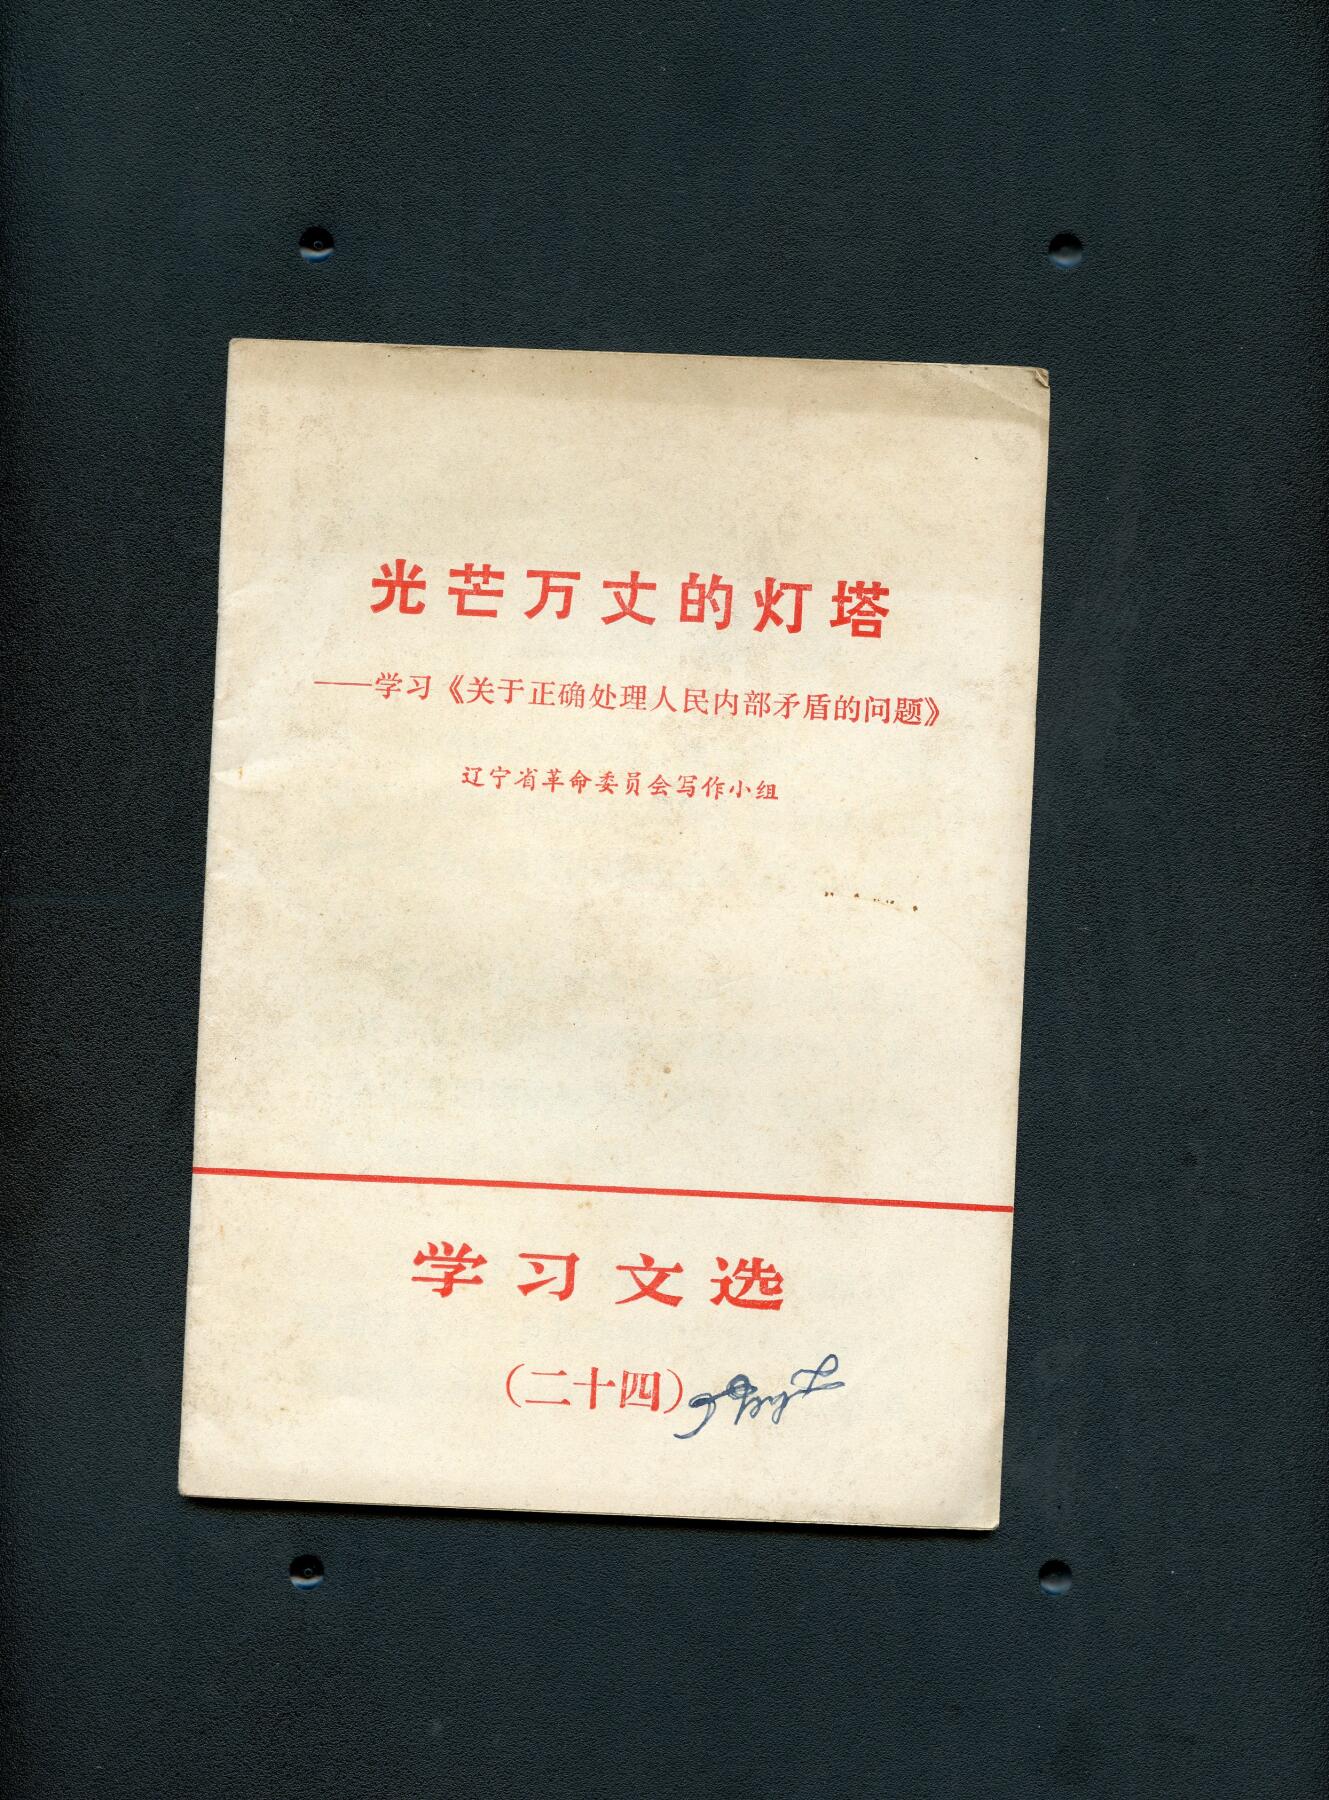 光芒万丈的灯塔
——学习《关于正确处理人民内部矛盾的问题》
辽宁省革命委员会写作小组
学习文选
（二十四）